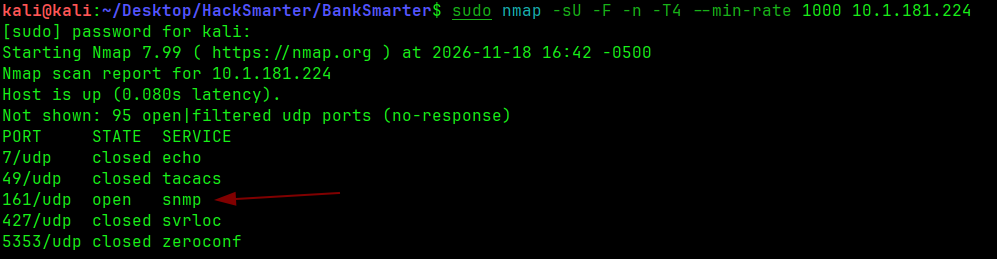 kali@kali:~/Desktop/HackSmarter/BankSmarter$ sudo nmap -sU -F -n -T4 --min-rate 1000 10.1.181.224
[sudo] password for kali:
Starting Nmap 7.99 ( https://nmap.org ) at 2026-11-18 16:42 -0500
Nmap scan report for 10.1.181.224
Host is up (0.080s latency).
Not shown: 95 open|filtered udp ports (no-response)
PORT     STATE  SERVICE
7/udp    closed echo
49/udp   closed tacacs
161/udp  open   snmp
427/udp  closed svrloc
5353/udp closed zeroconf